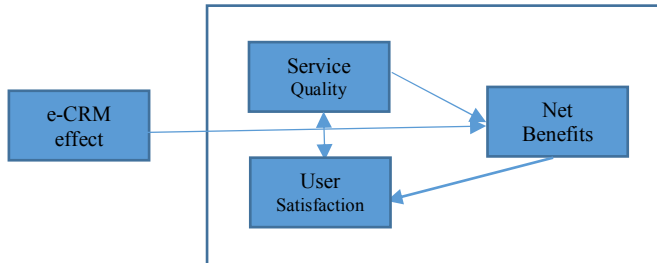 Service
Quality
e-CRM
effect
Net
Benefits
User
Satisfaction